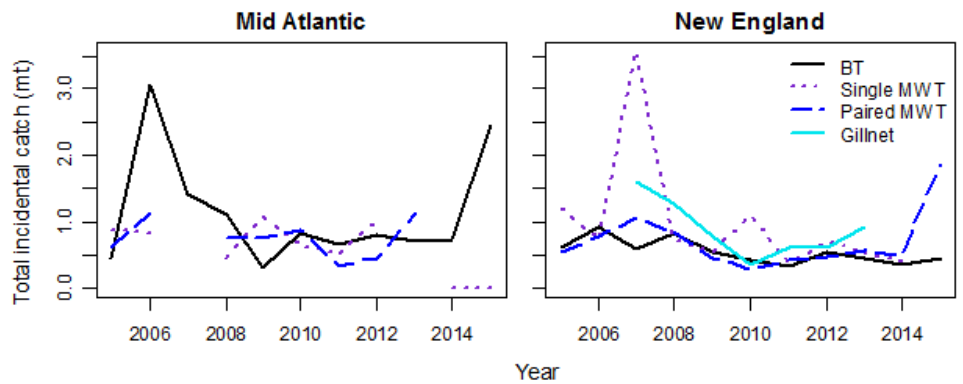 Mid Atlantic
New England
Total incidental catch (mt)
3.0
2.0
1.0
0.0
BT
Single MWT
Paired MWT
Gillnet
2006 2008 2010 2012 2014
2006 2008 2010 2012 2014
Year